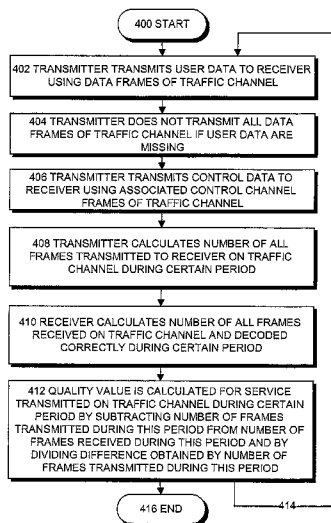 400 START
402 TRANSMITTER TRANSMITS USER DATA TO RECEIVER
USING DATA FRAMES OF TRAFFIC CHANNEL
404 TRANSMITTER DOES NOT TRANSMIT ALL DATA
FRAMES OF TRAFFIC CHANNEL IF USER DATA ARE
MISSING
406 TRANSMITTER TRANSMITS CONTROL DATA TO
RECEIVER USING ASSOCIATED CONTROL CHANNEL
FRAMES OF TRAFFIC CHANNEL
408 TRANSMITTER CALCULATES NUMBER OF ALL
FRAMES TRANSMITTED TO RECEIVER ON TRAFFIC
CHANNEL DURING CERTAIN PERIOD
410 RECEIVER CALCULATES NUMBER OF ALL FRAMES
RECEIVED ON TRAFFIC CHANNEL AND DECODED
CORRECTLY DURING CERTAIN PERIOD
412 QUALITY VALUE IS CALCULATED FOR SERVICE
TRANSMITTED ON TRAFFIC CHANNEL DURING CERTAIN
PERIOD BY SUBTRACTING NUMBER OF FRAMES
TRANSMITTED DURING THIS PERIOD FROM NUMBER OF
FRAMES RECEIVED DURING THIS PERIOD AND BY
DIVIDING DIFFERENCE OBTAINED BY NUMBER OF
FRAMES TRANSMITTED DURING THIS PERIOD
414
416 END